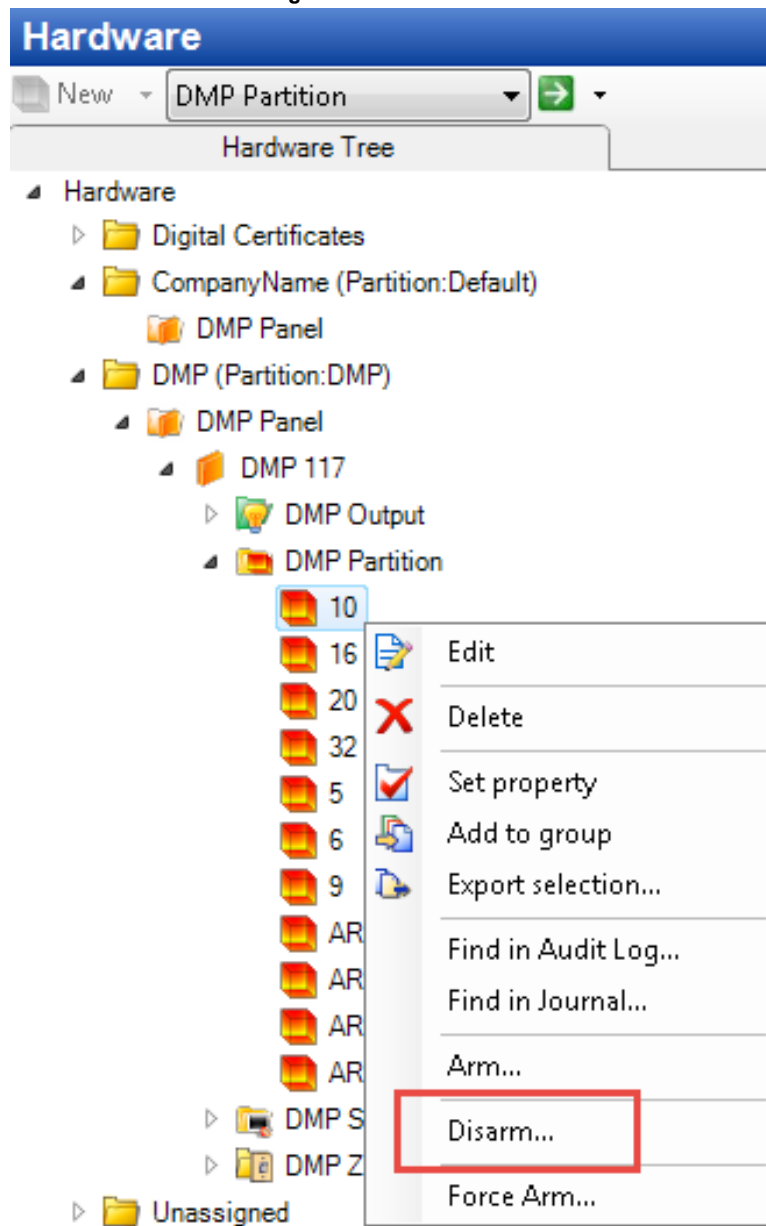 Hardware
New DMP Partition
Hardware Tree
Hardware
Digital Certificates
CompanyName (Partition:Default)
DMP Panel
DMP (Partition:DMP)
DMP Panel
DMP 117
DMP Output
DMP Partition
10
16
20
32
5
6
9
AR
AR
AR
AR
DMP S
DMP Z
Unassigned
Edit
Delete
Set property
Add to group
Export selection...
Find in Audit Log...
Find in Journal...
Arm...
Disarm...
Force Arm...